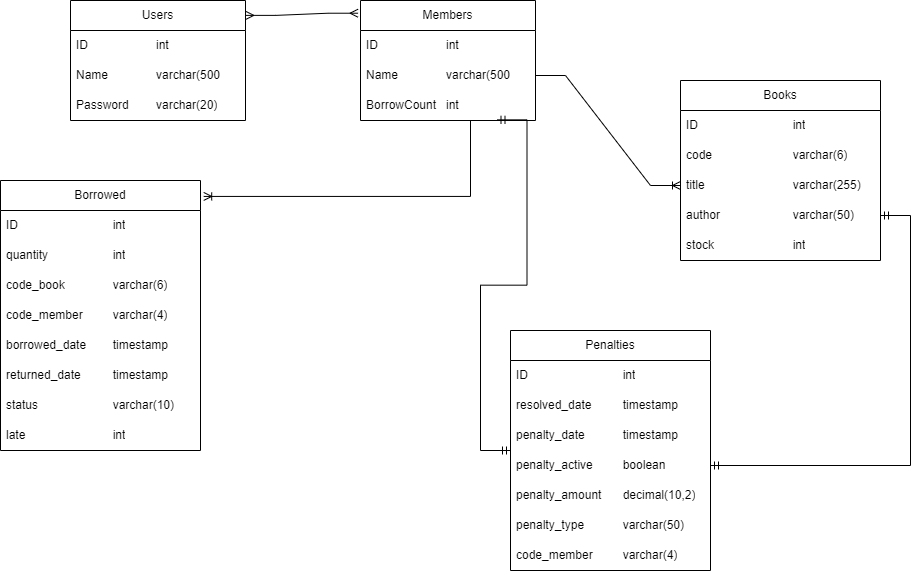 Users
ID int
Name varchar(500
Password varchar(20)
Members
ID int
Name varchar(500
BorrowCount int
Books
ID int
code varchar(6)
title varchar(255)
author varchar(50)
stock int
Borrowed
ID int
quantity int
code_book varchar(6)
code_member varchar(4)
borrowed_date timestamp
returned_date timestamp
status varchar(10)
late int
Penalties
ID int
resolved_date timestamp
penalty_date timestamp
penalty_active boolean
penalty_amount decimal(10,2)
penalty_type varchar(50)
code_member varchar(4)